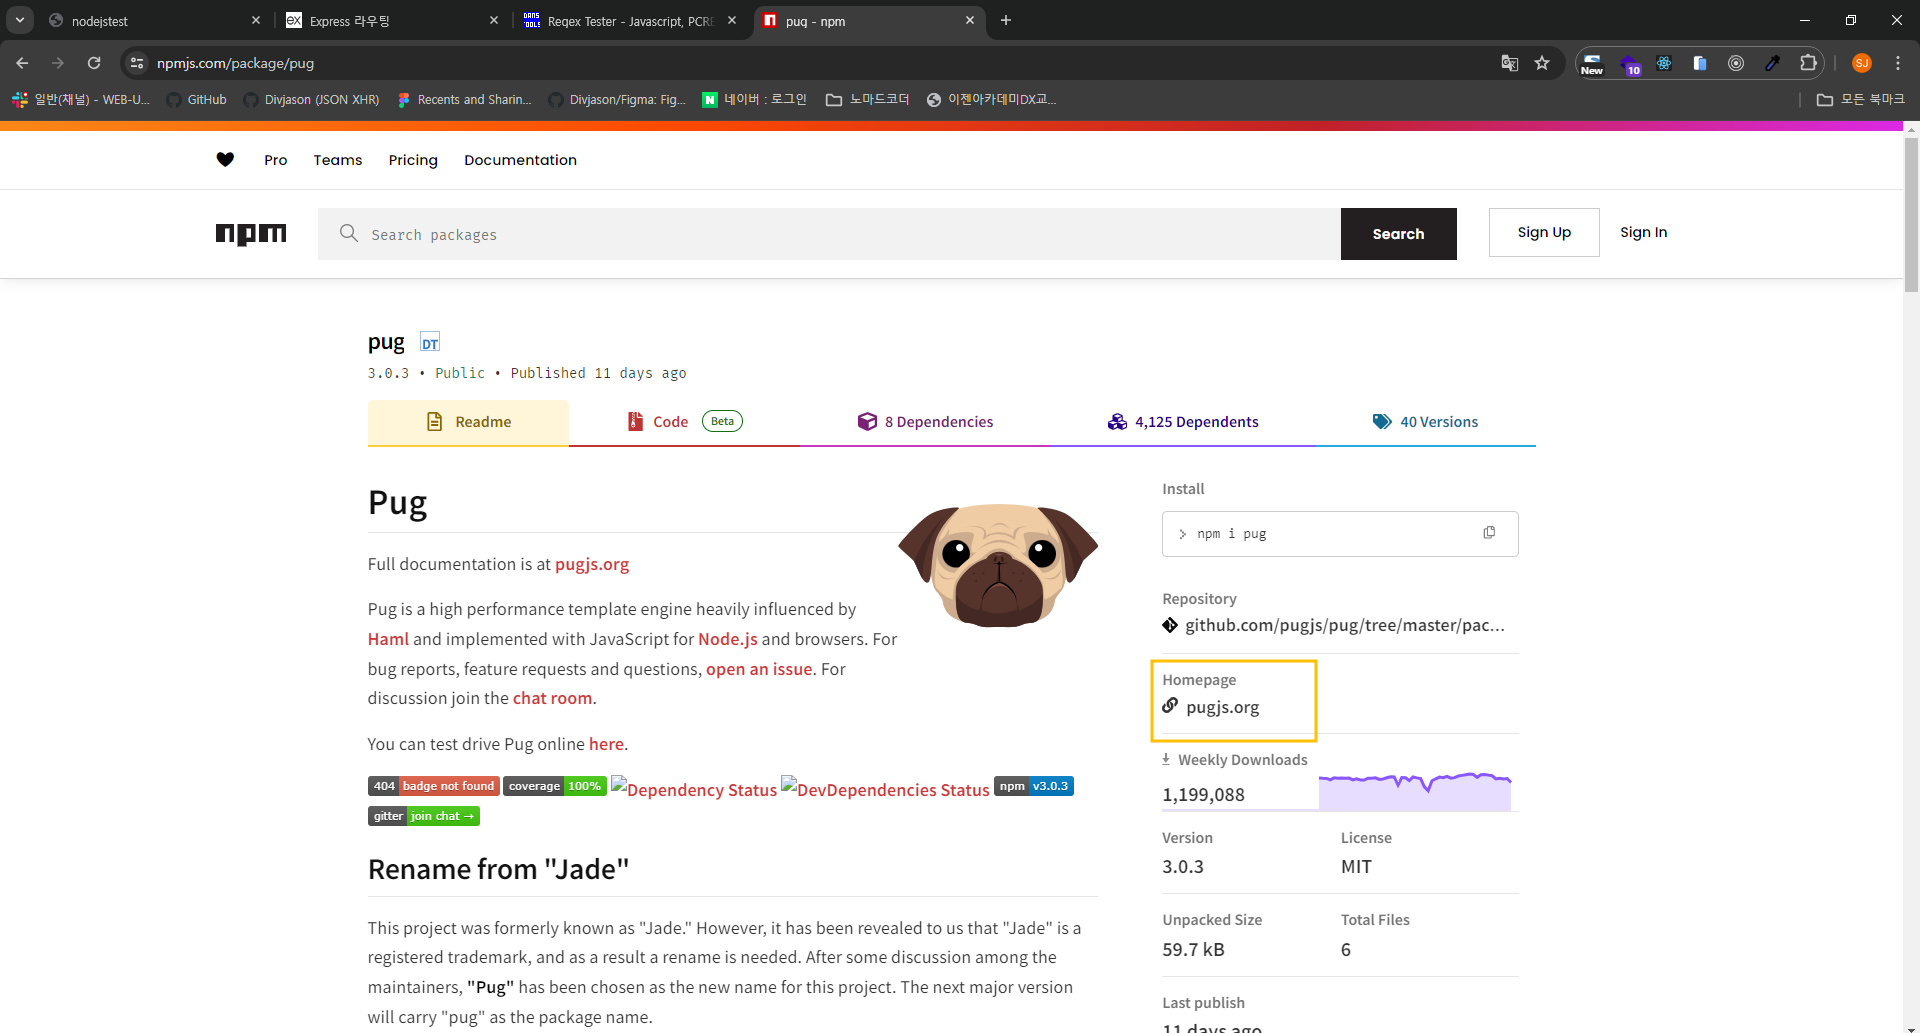 nodejstest
Express 라우팅
Regex Tester - Javascript, PCRE
pug - npm
npmjs.com/package/pug
New
10
SJ
일반(채널) - WEB-U...
GitHub
Divjason (JSON XHR)
Recents and Sharin...
Divjason/Figma: Fig...
네이버 : 로그인
노마드코더
이젠아카데미DX교...
모든 북마크
Pro
Teams
Pricing
Documentation
npm
Search packages
Search
Sign Up
Sign In
pug DT
3.0.3 • Public • Published 11 days ago
Readme
Code Beta
8 Dependencies
4,125 Dependents
40 Versions
Pug
Full documentation is at pugjs.org
Pug is a high performance template engine heavily influenced by
Haml and implemented with JavaScript for Node.js and browsers. For
bug reports, feature requests and questions, open an issue. For
discussion join the chat room.
You can test drive Pug online here.
404 badge not found coverage 100% Dependency Status DevDependencies Status npm v3.0.3
gitter join chat →
Rename from "Jade"
This project was formerly known as "Jade." However, it has been revealed to us that "Jade" is a
registered trademark, and as a result a rename is needed. After some discussion among the
maintainers, "Pug" has been chosen as the new name for this project. The next major version
will carry "pug" as the package name.
Install
> npm i pug
Repository
github.com/pugjs/pug/tree/master/pac...
Homepage
pugjs.org
Weekly Downloads
1,199,088
Version
License
3.0.3
MIT
Unpacked Size
Total Files
59.7 kB
6
Last publish
11 days ago